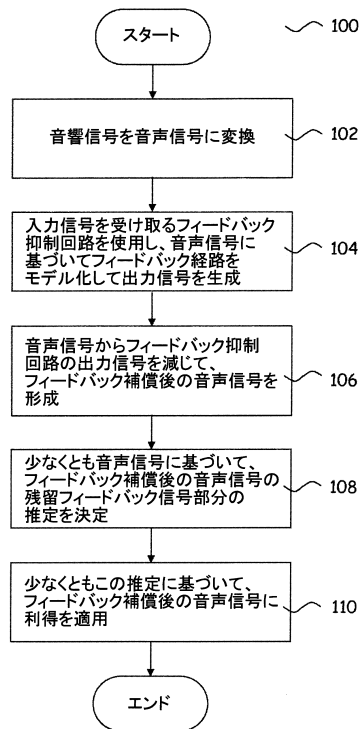 スタート
100
音響信号を音声信号に変換
102
入力信号を受け取るフィードバック
抑制回路を使用し、音声信号に
基づいてフィードバック経路を
モデル化して出力信号を生成
104
音声信号からフィードバック抑制
回路の出力信号を減じて、
フィードバック補償後の音声信号を
形成
106
少なくとも音声信号に基づいて、
フィードバック補償後の音声信号の
残留フィードバック信号部分の
推定を決定
108
少なくともこの推定に基づいて、
フィードバック補償後の音声信号に
利得を適用
110
エンド